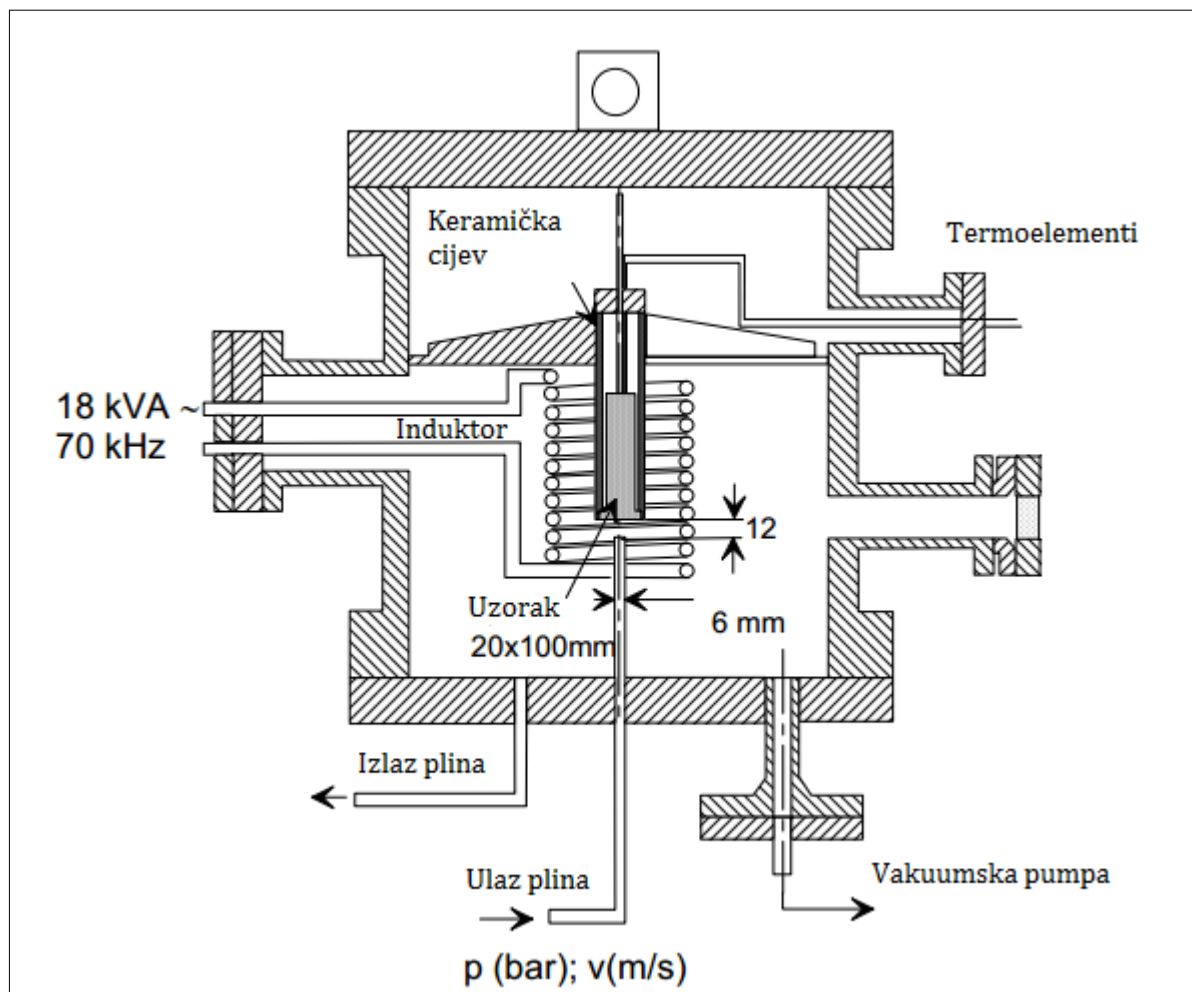 Keramička
cijev
Termoelementi
18 kVA ~
70 kHz
Induktor
12
Uzorak
20x100mm
6 mm
Izlaz plina
Ulaz plina
Vakuumska pumpa
p (bar); v(m/s)